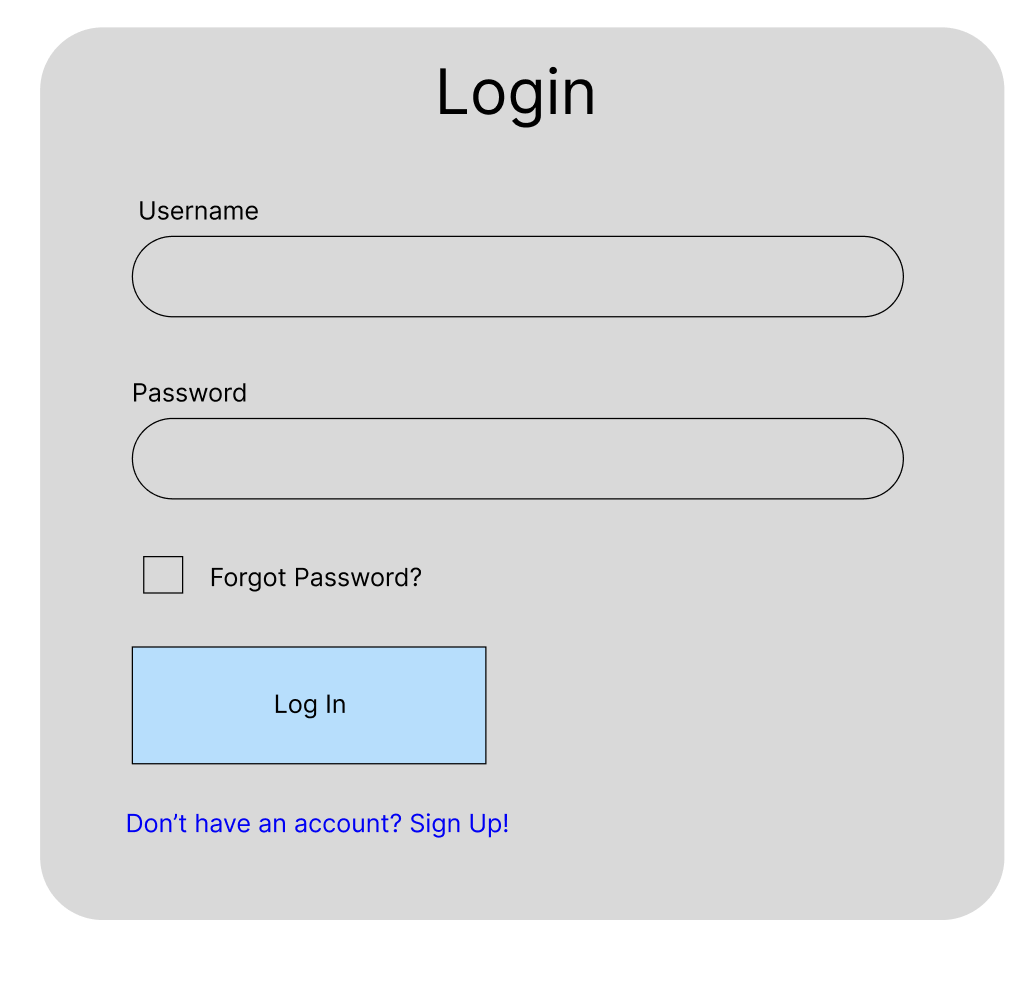 Login
Username
Password
Forgot Password?
Log In
Don’t have an account? Sign Up!